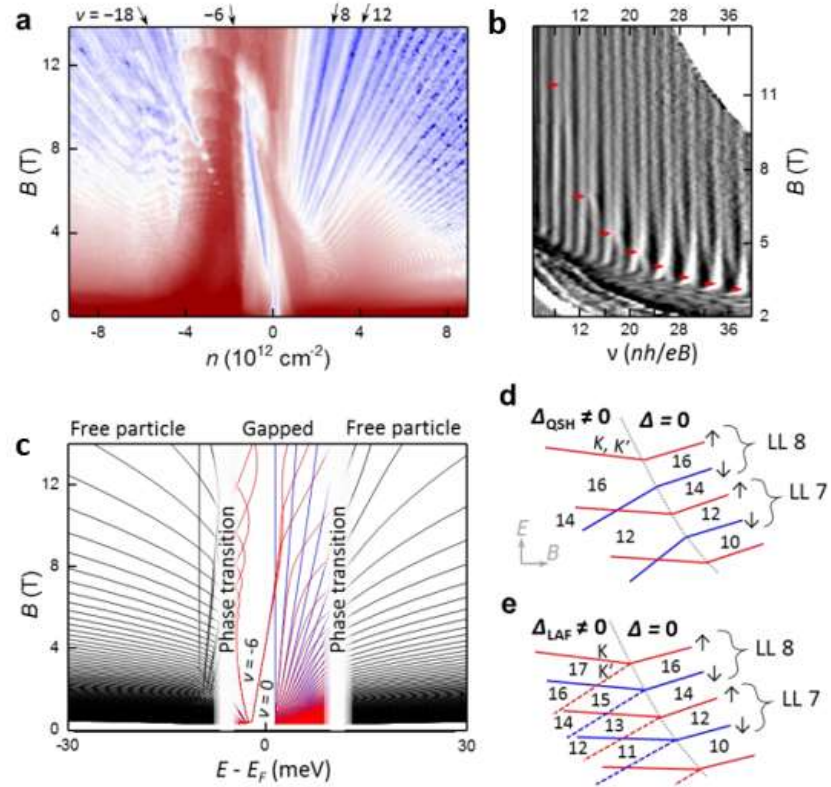 a
ν = –18 –6 8 12
12
8
4
0
B (T)
-8 -4 0 4 8
n (10¹² cm⁻²)
b
12 20 28 36
11
8
5
2
B (T)
12 20 28 36
ν (nh/eB)
c
Free particle Gapped Free particle
12
8
4
0
B (T)
Phase transition
ν = -6
ν = 0
Phase transition
-30 0 30
E - E_F (meV)
d
Δ_QSH ≠ 0 Δ = 0
K, K' ↑
16 LL 8
16 ↓
14 ↑
14 12 LL 7
12 ↓
10
E
B
e
Δ_LAF ≠ 0 Δ = 0
K ↑
17 K' 16 LL 8
16 15 ↓
14 ↑
14 13 12 LL 7
12 11 ↓
10